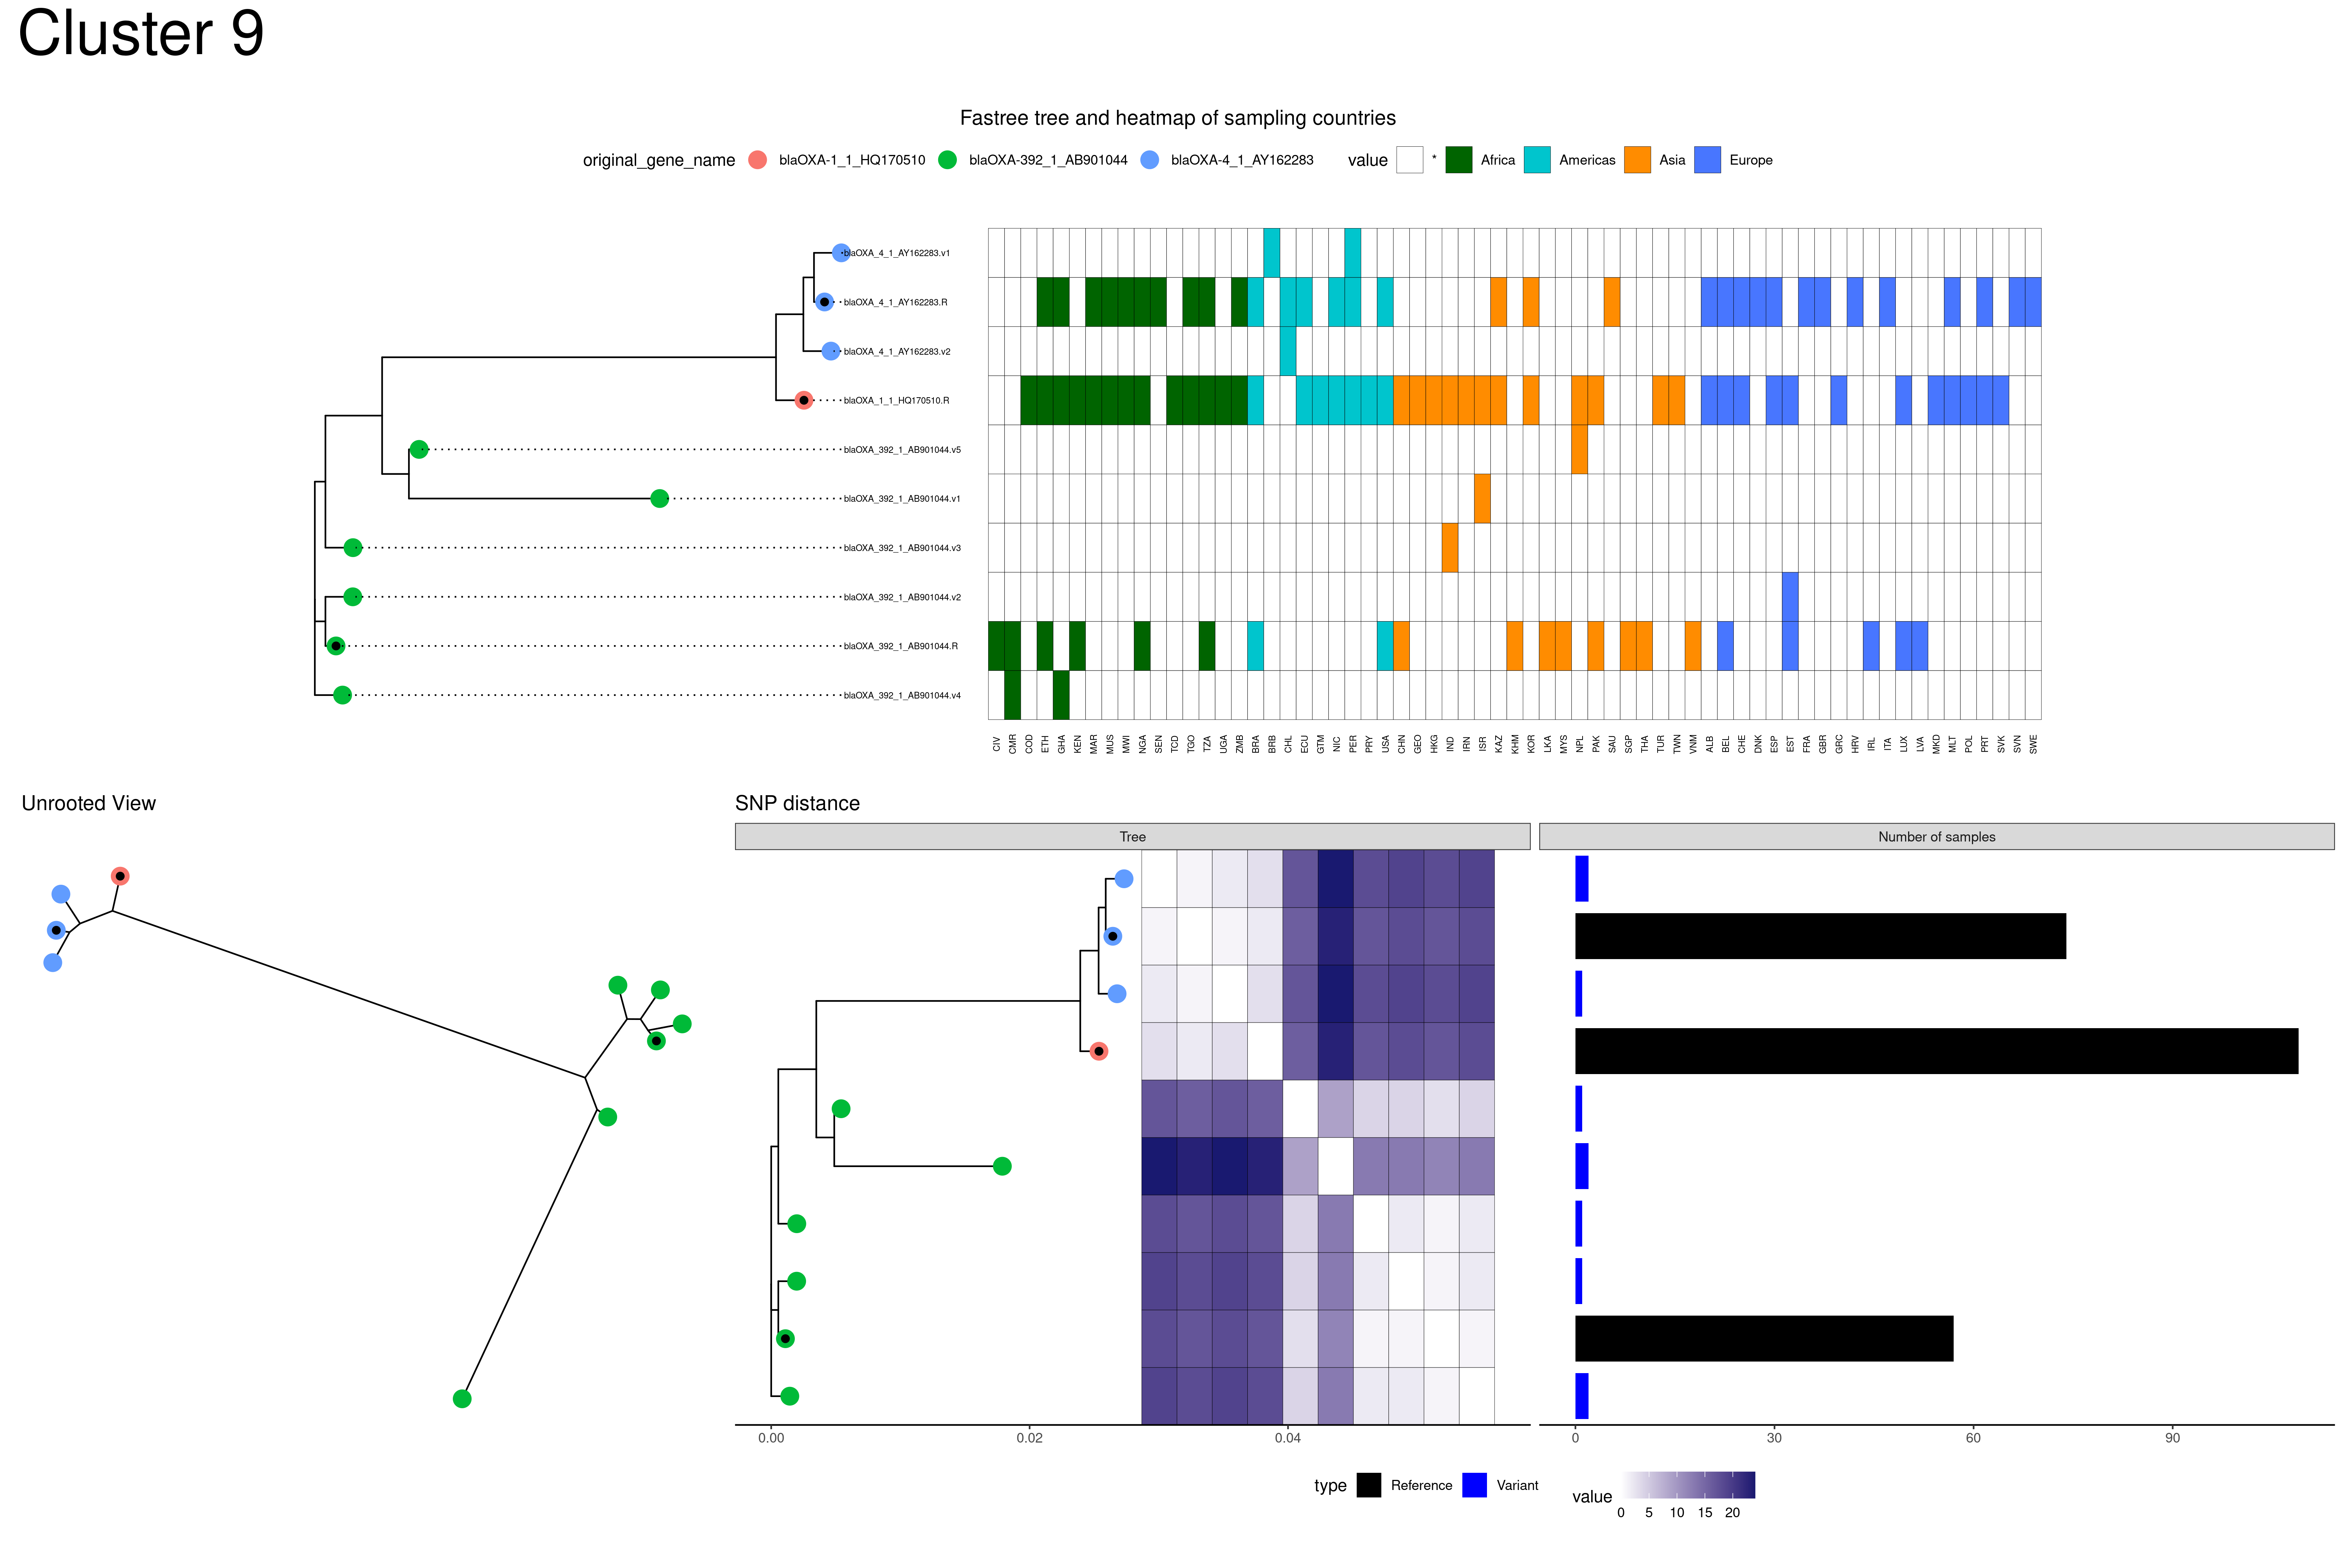 Cluster 9
Fastree tree and heatmap of sampling countries
original_gene_name blaOXA-1_1_HQ170510 blaOXA-392_1_AB901044 blaOXA-4_1_AY162283 value * Africa Americas Asia Europe
blaOXA_4_1_AY162283.v1
blaOXA_4_1_AY162283.R
blaOXA_4_1_AY162283.v2
blaOXA_1_1_HQ170510.R
blaOXA_392_1_AB901044.v5
blaOXA_392_1_AB901044.v1
blaOXA_392_1_AB901044.v3
blaOXA_392_1_AB901044.v2
blaOXA_392_1_AB901044.R
blaOXA_392_1_AB901044.v4
CIV CMR COD ETH GHA KEN MAR MUS MWI NGA SEN TCD TGO TZA UGA ZMB BRA BRB CHL ECU GTM NIC PER PRY USA CHN GEO HKG IND IRN ISR KAZ KHM KOR LKA MYS NPL PAK SAU SGP THA TUR TWN VNM ALB BEL CHE DNK ESP EST FRA GBR GRC HRV IRL ITA LUX LVA MKD MLT POL PRT SVK SVN SWE
Unrooted View
SNP distance
Tree
Number of samples
0.00 0.02 0.04
0 30 60 90
type Reference Variant
value
0 5 10 15 20